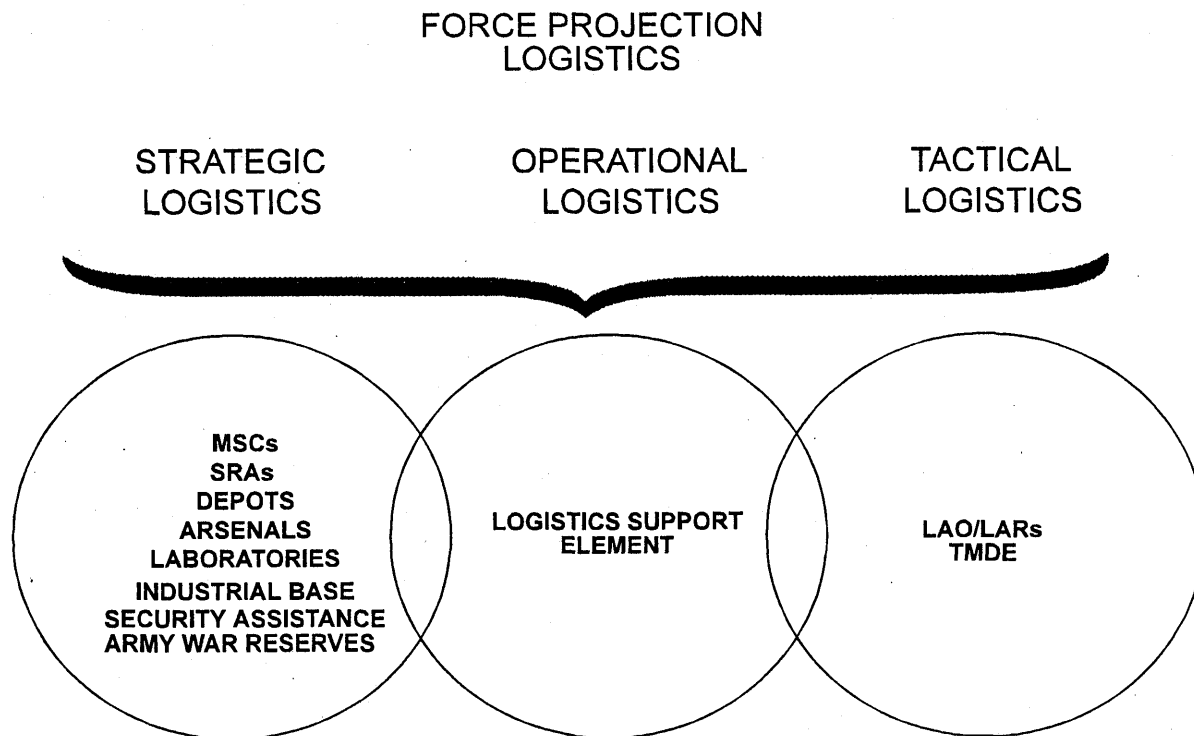 FORCE PROJECTION
LOGISTICS
STRATEGIC
LOGISTICS
OPERATIONAL
LOGISTICS
TACTICAL
LOGISTICS
MSCs
SRAs
DEPOTS
ARSENALS
LABORATORIES
INDUSTRIAL BASE
SECURITY ASSISTANCE
ARMY WAR RESERVES
LOGISTICS SUPPORT
ELEMENT
LAO/LARs
TMDE